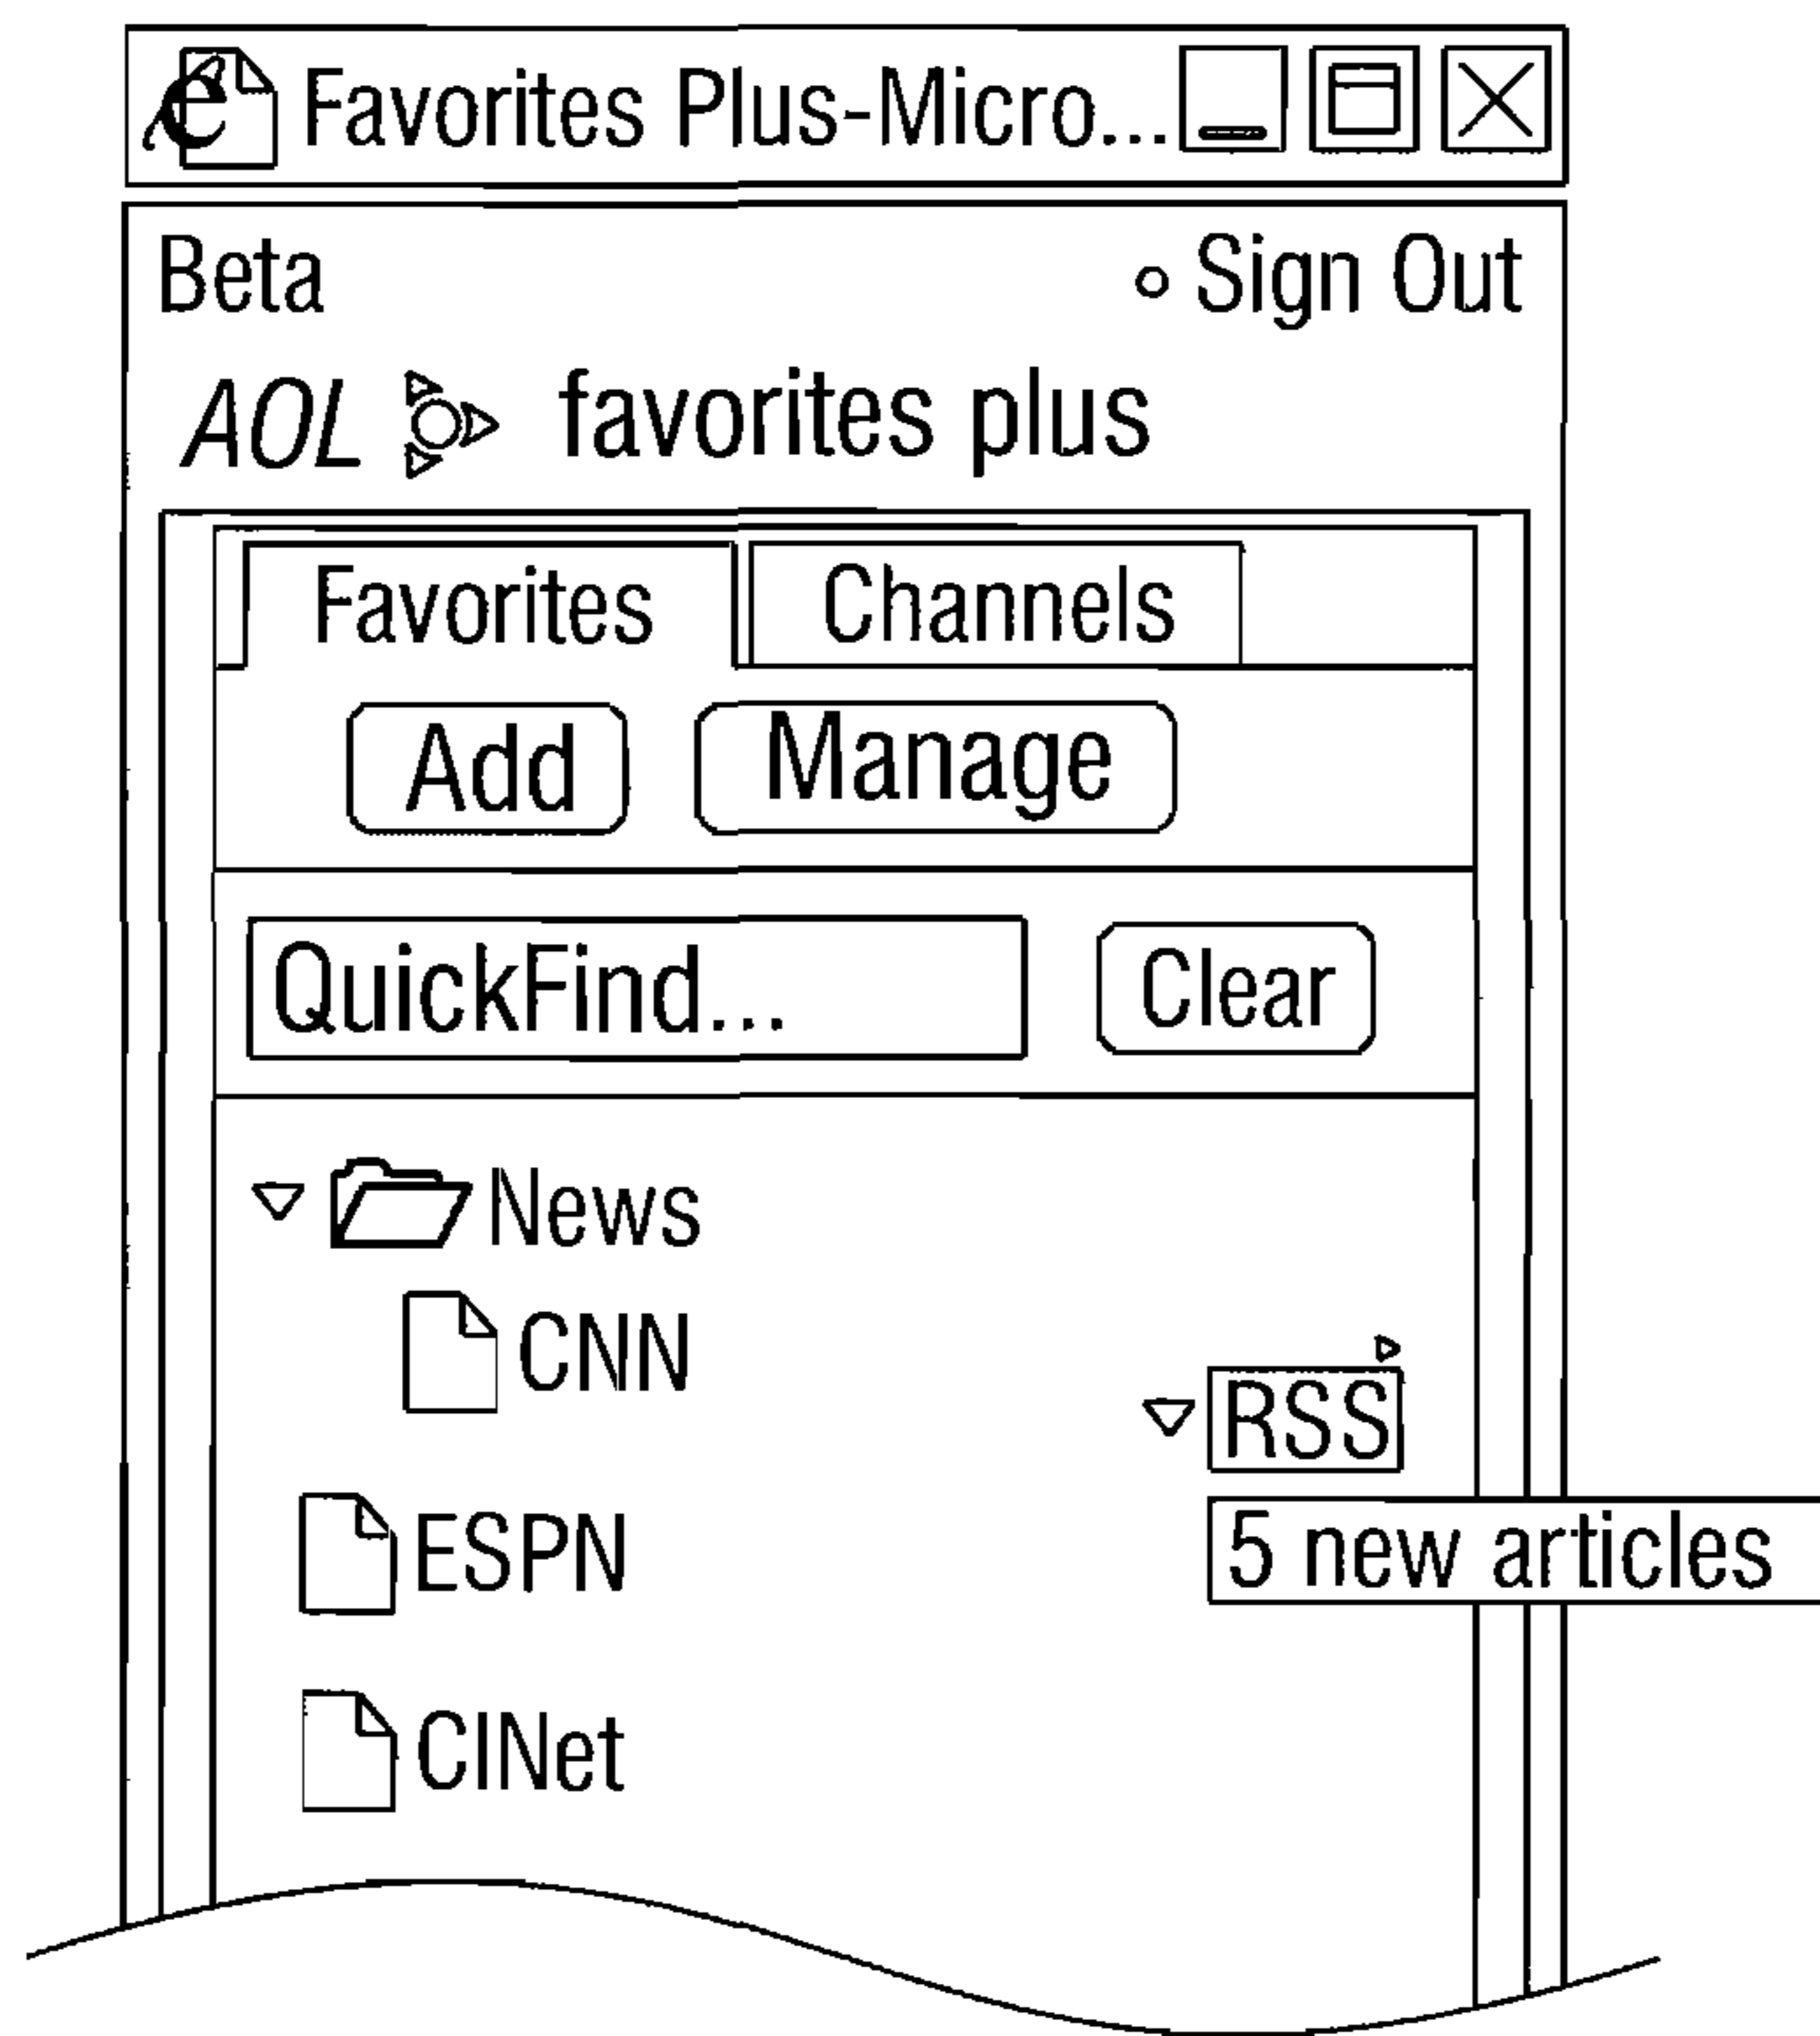 Favorites Plus-Micro...
Beta
Sign Out
AOL favorites plus
Favorites Channels
Add Manage
QuickFind... Clear
News
CNN
RSS
5 new articles
ESPN
CINet